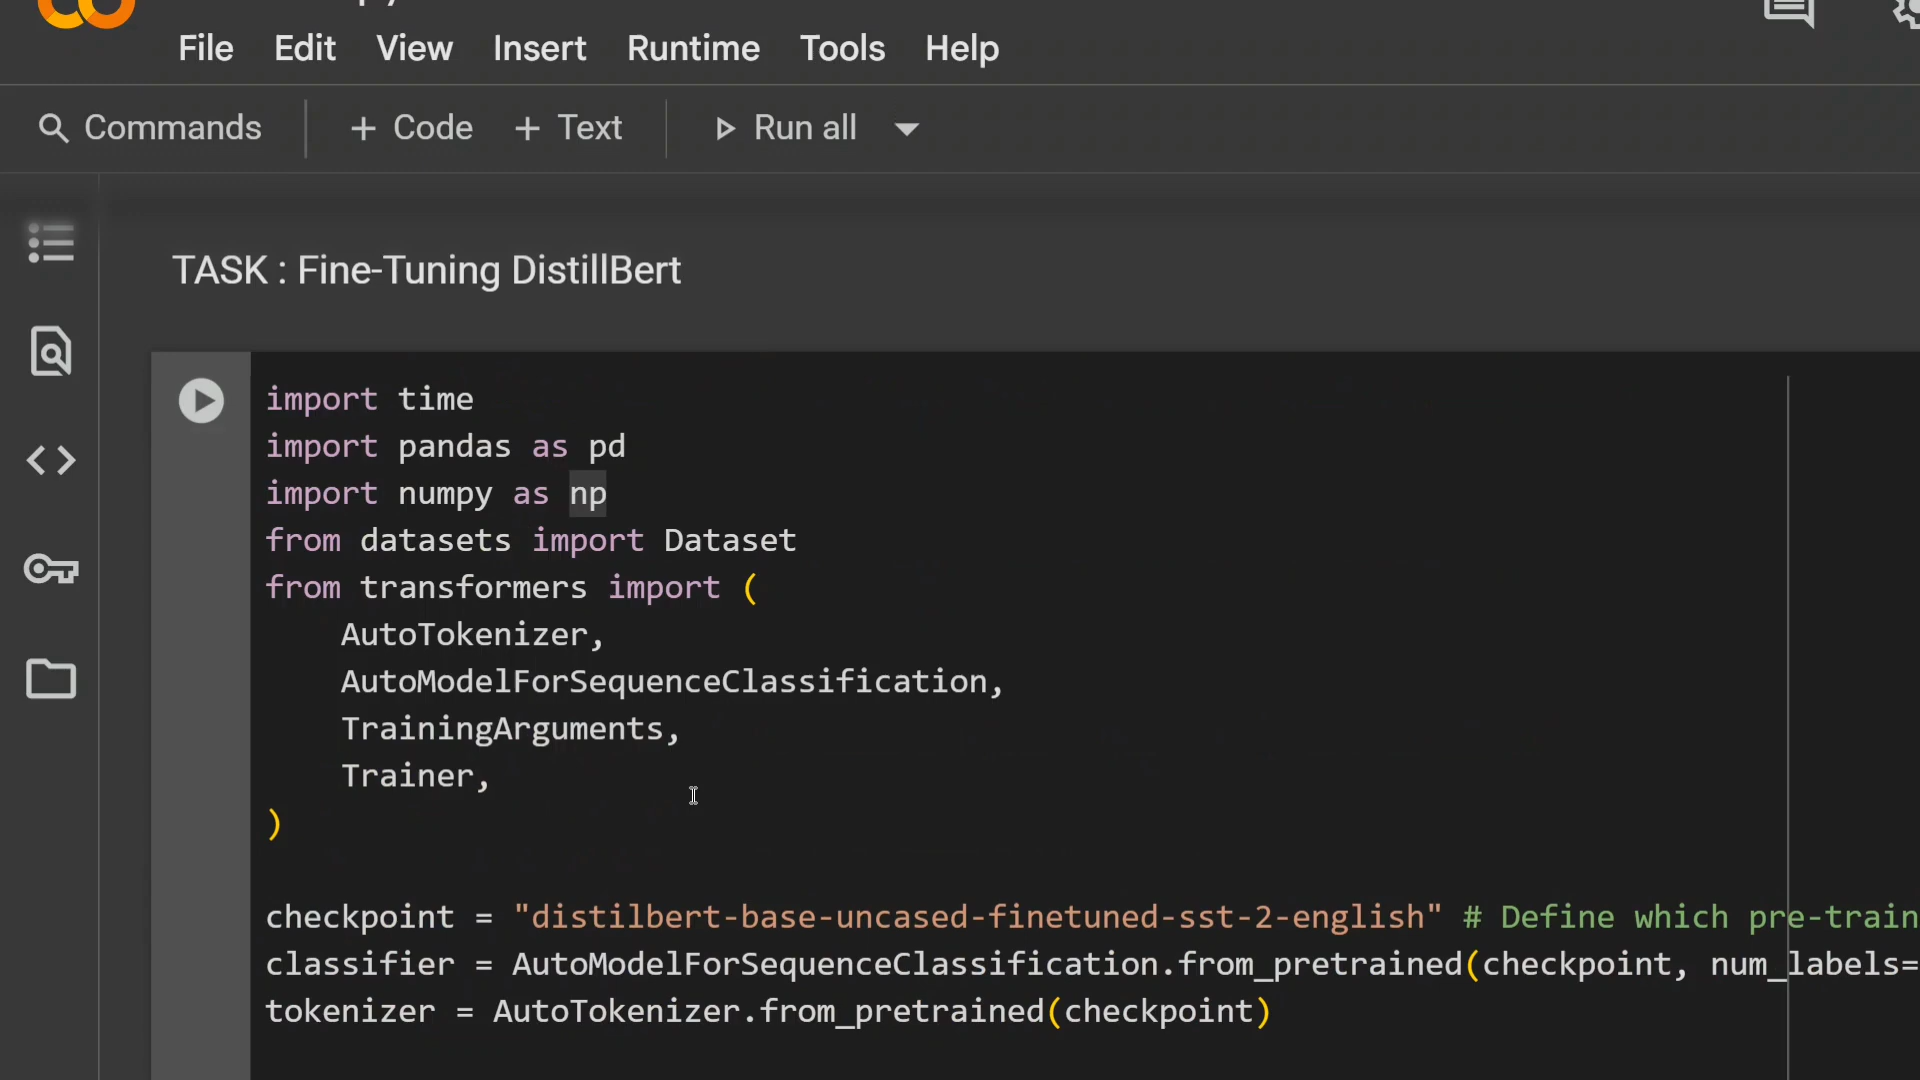 File Edit View Insert Runtime Tools Help
Commands + Code + Text Run all
TASK : Fine-Tuning DistillBert
import time
import pandas as pd
import numpy as np
from datasets import Dataset
from transformers import (
    AutoTokenizer,
    AutoModelForSequenceClassification,
    TrainingArguments,
    Trainer,
)
checkpoint = "distilbert-base-uncased-finetuned-sst-2-english" # Define which pre-train
classifier = AutoModelForSequenceClassification.from_pretrained(checkpoint, num_labels=
tokenizer = AutoTokenizer.from_pretrained(checkpoint)